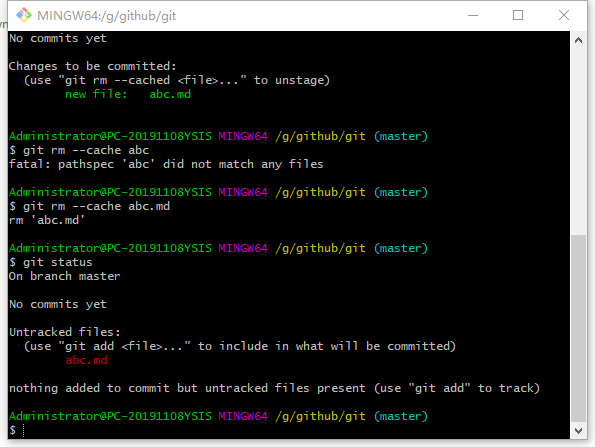 MINGW64:/g/github/git
No commits yet
Changes to be committed:
(use "git rm --cached <file>..." to unstage)
new file:   abc.md
Administrator@PC-20191108YSIS MINGW64 /g/github/git (master)
$ git rm --cache abc
fatal: pathspec 'abc' did not match any files
Administrator@PC-20191108YSIS MINGW64 /g/github/git (master)
$ git rm --cache abc.md
rm 'abc.md'
Administrator@PC-20191108YSIS MINGW64 /g/github/git (master)
$ git status
On branch master
No commits yet
Untracked files:
(use "git add <file>..." to include in what will be committed)
abc.md
nothing added to commit but untracked files present (use "git add" to track)
Administrator@PC-20191108YSIS MINGW64 /g/github/git (master)
$